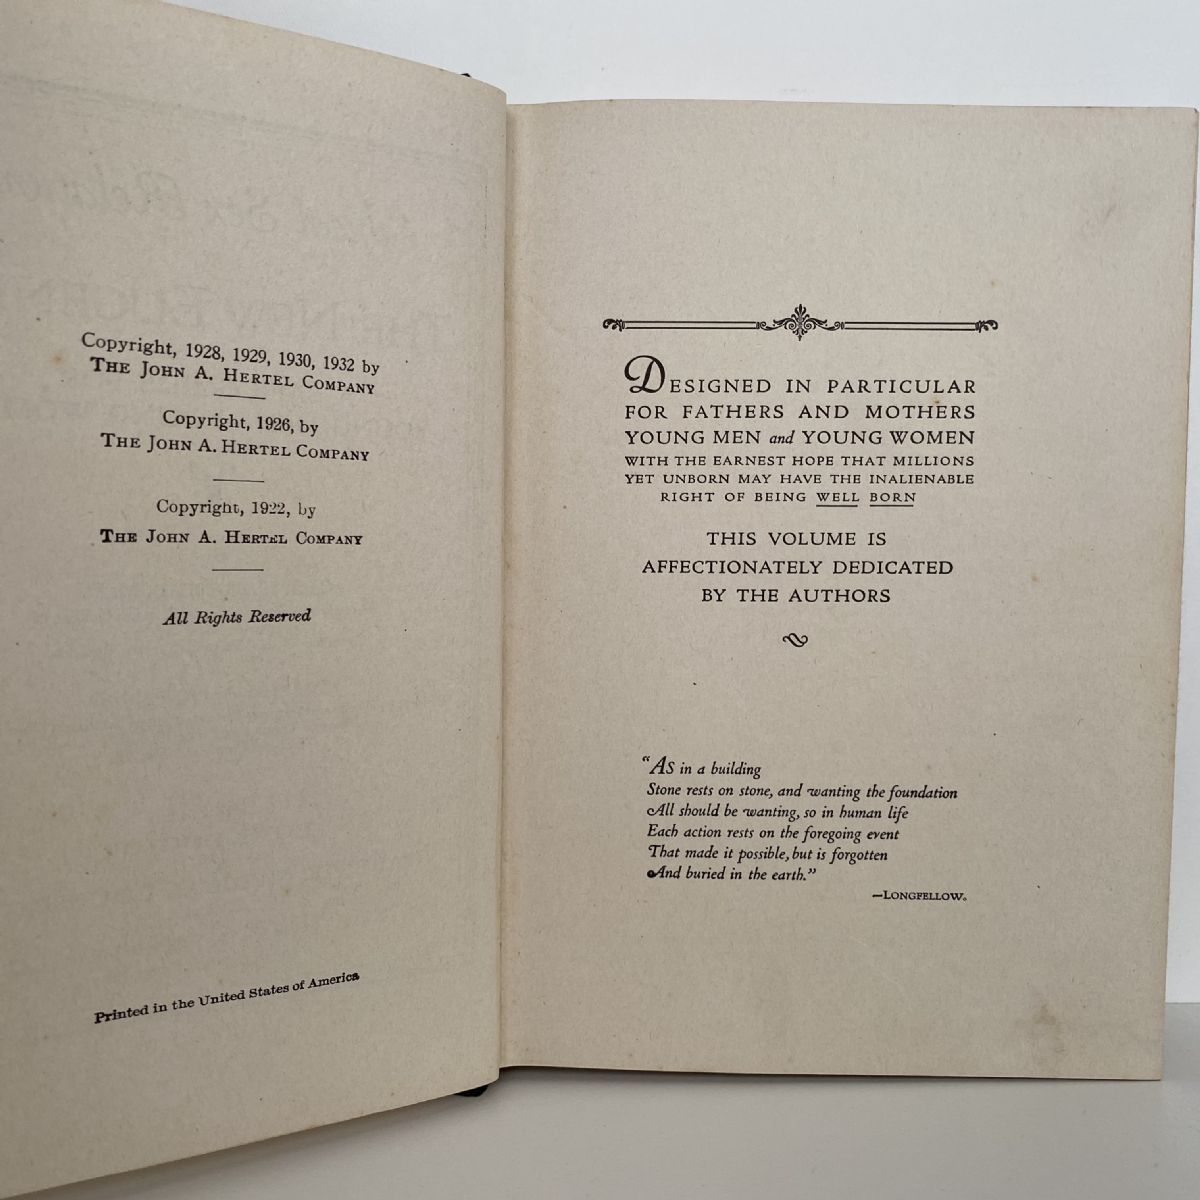 Copyright, 1928, 1929, 1930, 1932 by
THE JOHN A. HERTEL COMPANY
Copyright, 1926, by
THE JOHN A. HERTEL COMPANY
Copyright, 1922, by
THE JOHN A. HERTEL COMPANY
All Rights Reserved
Printed in the United States of America
DESIGNED IN PARTICULAR
FOR FATHERS AND MOTHERS
YOUNG MEN and YOUNG WOMEN
WITH THE EARNEST HOPE THAT MILLIONS
YET UNBORN MAY HAVE THE INALIENABLE
RIGHT OF BEING WELL BORN
THIS VOLUME IS
AFFECTIONATELY DEDICATED
BY THE AUTHORS
"As in a building
Stone rests on stone, and wanting the foundation
All should be wanting, so in human life
Each action rests on the foregoing event
That made it possible, but is forgotten
And buried in the earth."
—LONGFELLOW.